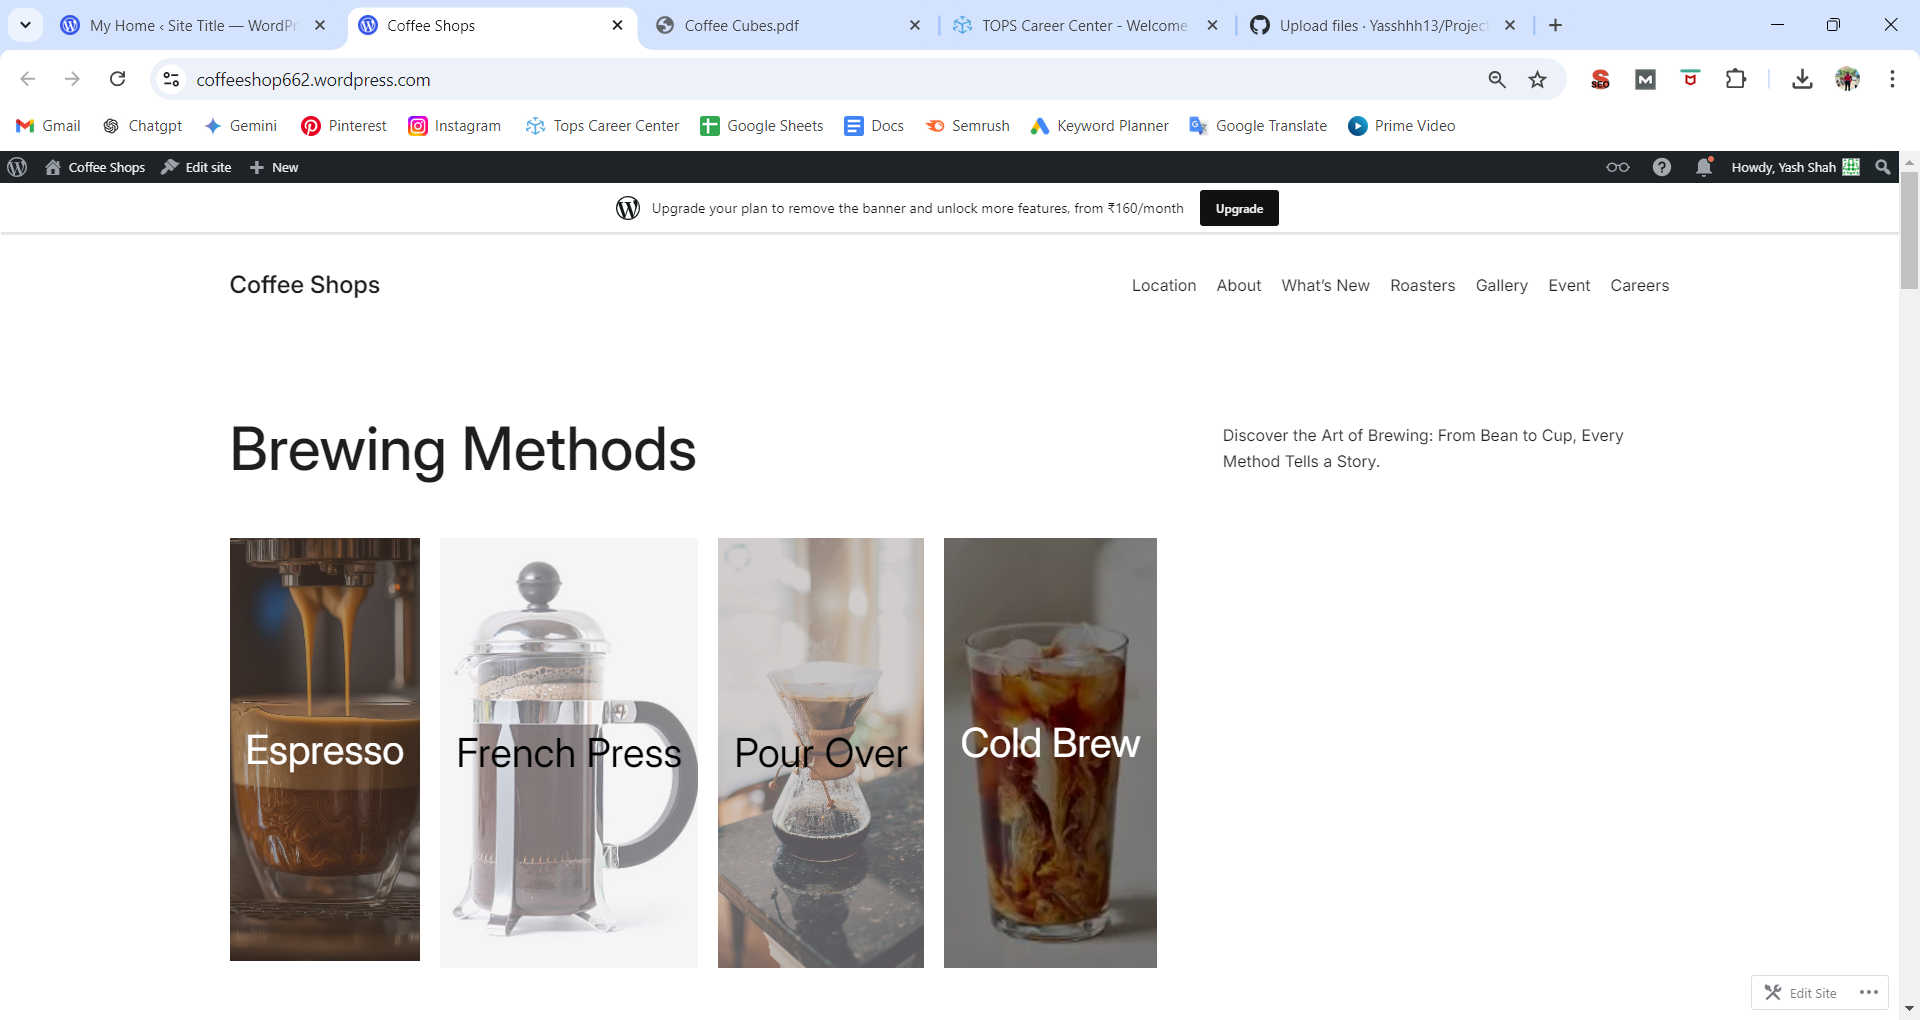 My Home ‹ Site Title — WordPr
Coffee Shops
Coffee Cubes.pdf
TOPS Career Center - Welcome
Upload files · Yasshhh13/Project
coffeeshop662.wordpress.com
SEO
M
Gmail
Chatgpt
Gemini
Pinterest
Instagram
Tops Career Center
Google Sheets
Docs
Semrush
Keyword Planner
Google Translate
Prime Video
Coffee Shops
Edit site
New
Howdy, Yash Shah
Upgrade your plan to remove the banner and unlock more features, from ₹160/month
Upgrade
Coffee Shops
Location
About
What’s New
Roasters
Gallery
Event
Careers
Brewing Methods
Discover the Art of Brewing: From Bean to Cup, Every
Method Tells a Story.
Espresso
French Press
Pour Over
Cold Brew
Edit Site